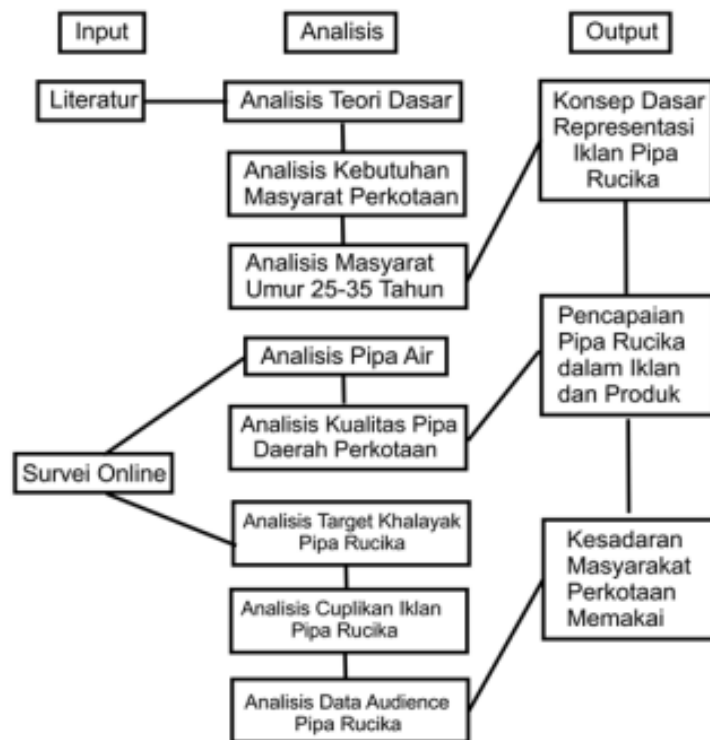 Input
Analisis
Output
Literatur
Analisis Teori Dasar
Analisis Kebutuhan
Masyarat Perkotaan
Analisis Masyarat
Umur 25-35 Tahun
Konsep Dasar
Representasi
Iklan Pipa
Rucika
Survei Online
Analisis Pipa Air
Analisis Kualitas Pipa
Daerah Perkotaan
Pencapaian
Pipa Rucika
dalam Iklan
dan Produk
Analisis Target Khalayak
Pipa Rucika
Analisis Cuplikan Iklan
Pipa Rucika
Analisis Data Audience
Pipa Rucika
Kesadaran
Masyarakat
Perkotaan
Memakai